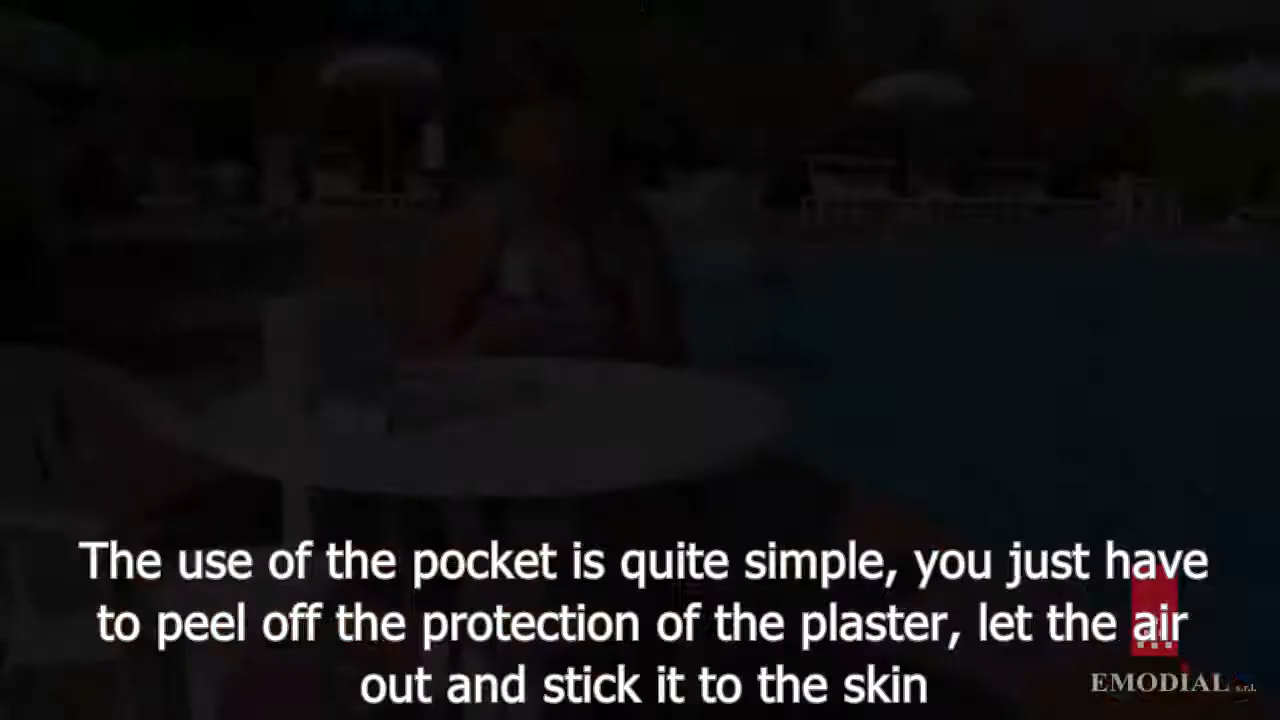 The use of the pocket is quite simple, you just have
to peel off the protection of the plaster, let the air
out and stick it to the skin
EMODIAL s.r.l.